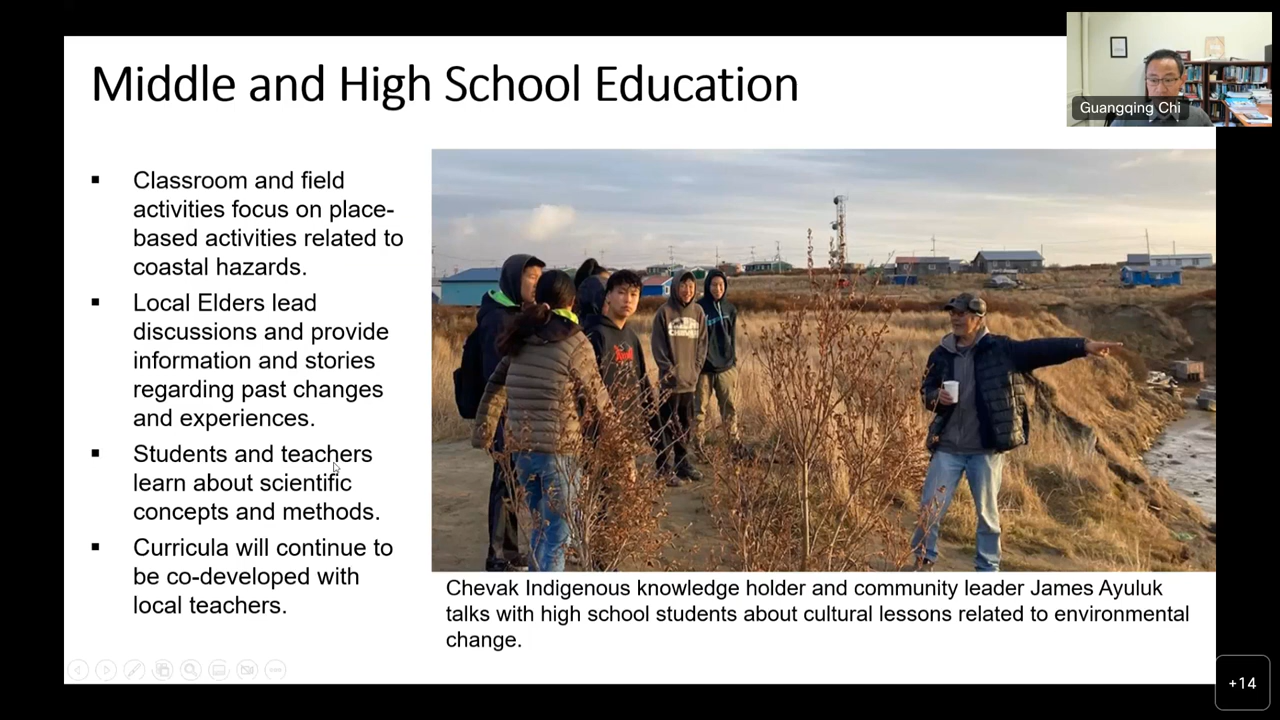 Middle and High School Education
Guangqing Chi
▪ Classroom and field
activities focus on place-
based activities related to
coastal hazards.
▪ Local Elders lead
discussions and provide
information and stories
regarding past changes
and experiences.
▪ Students and teachers
learn about scientific
concepts and methods.
▪ Curricula will continue to
be co-developed with
local teachers.
Chevak Indigenous knowledge holder and community leader James Ayuluk
talks with high school students about cultural lessons related to environmental
change.
+14